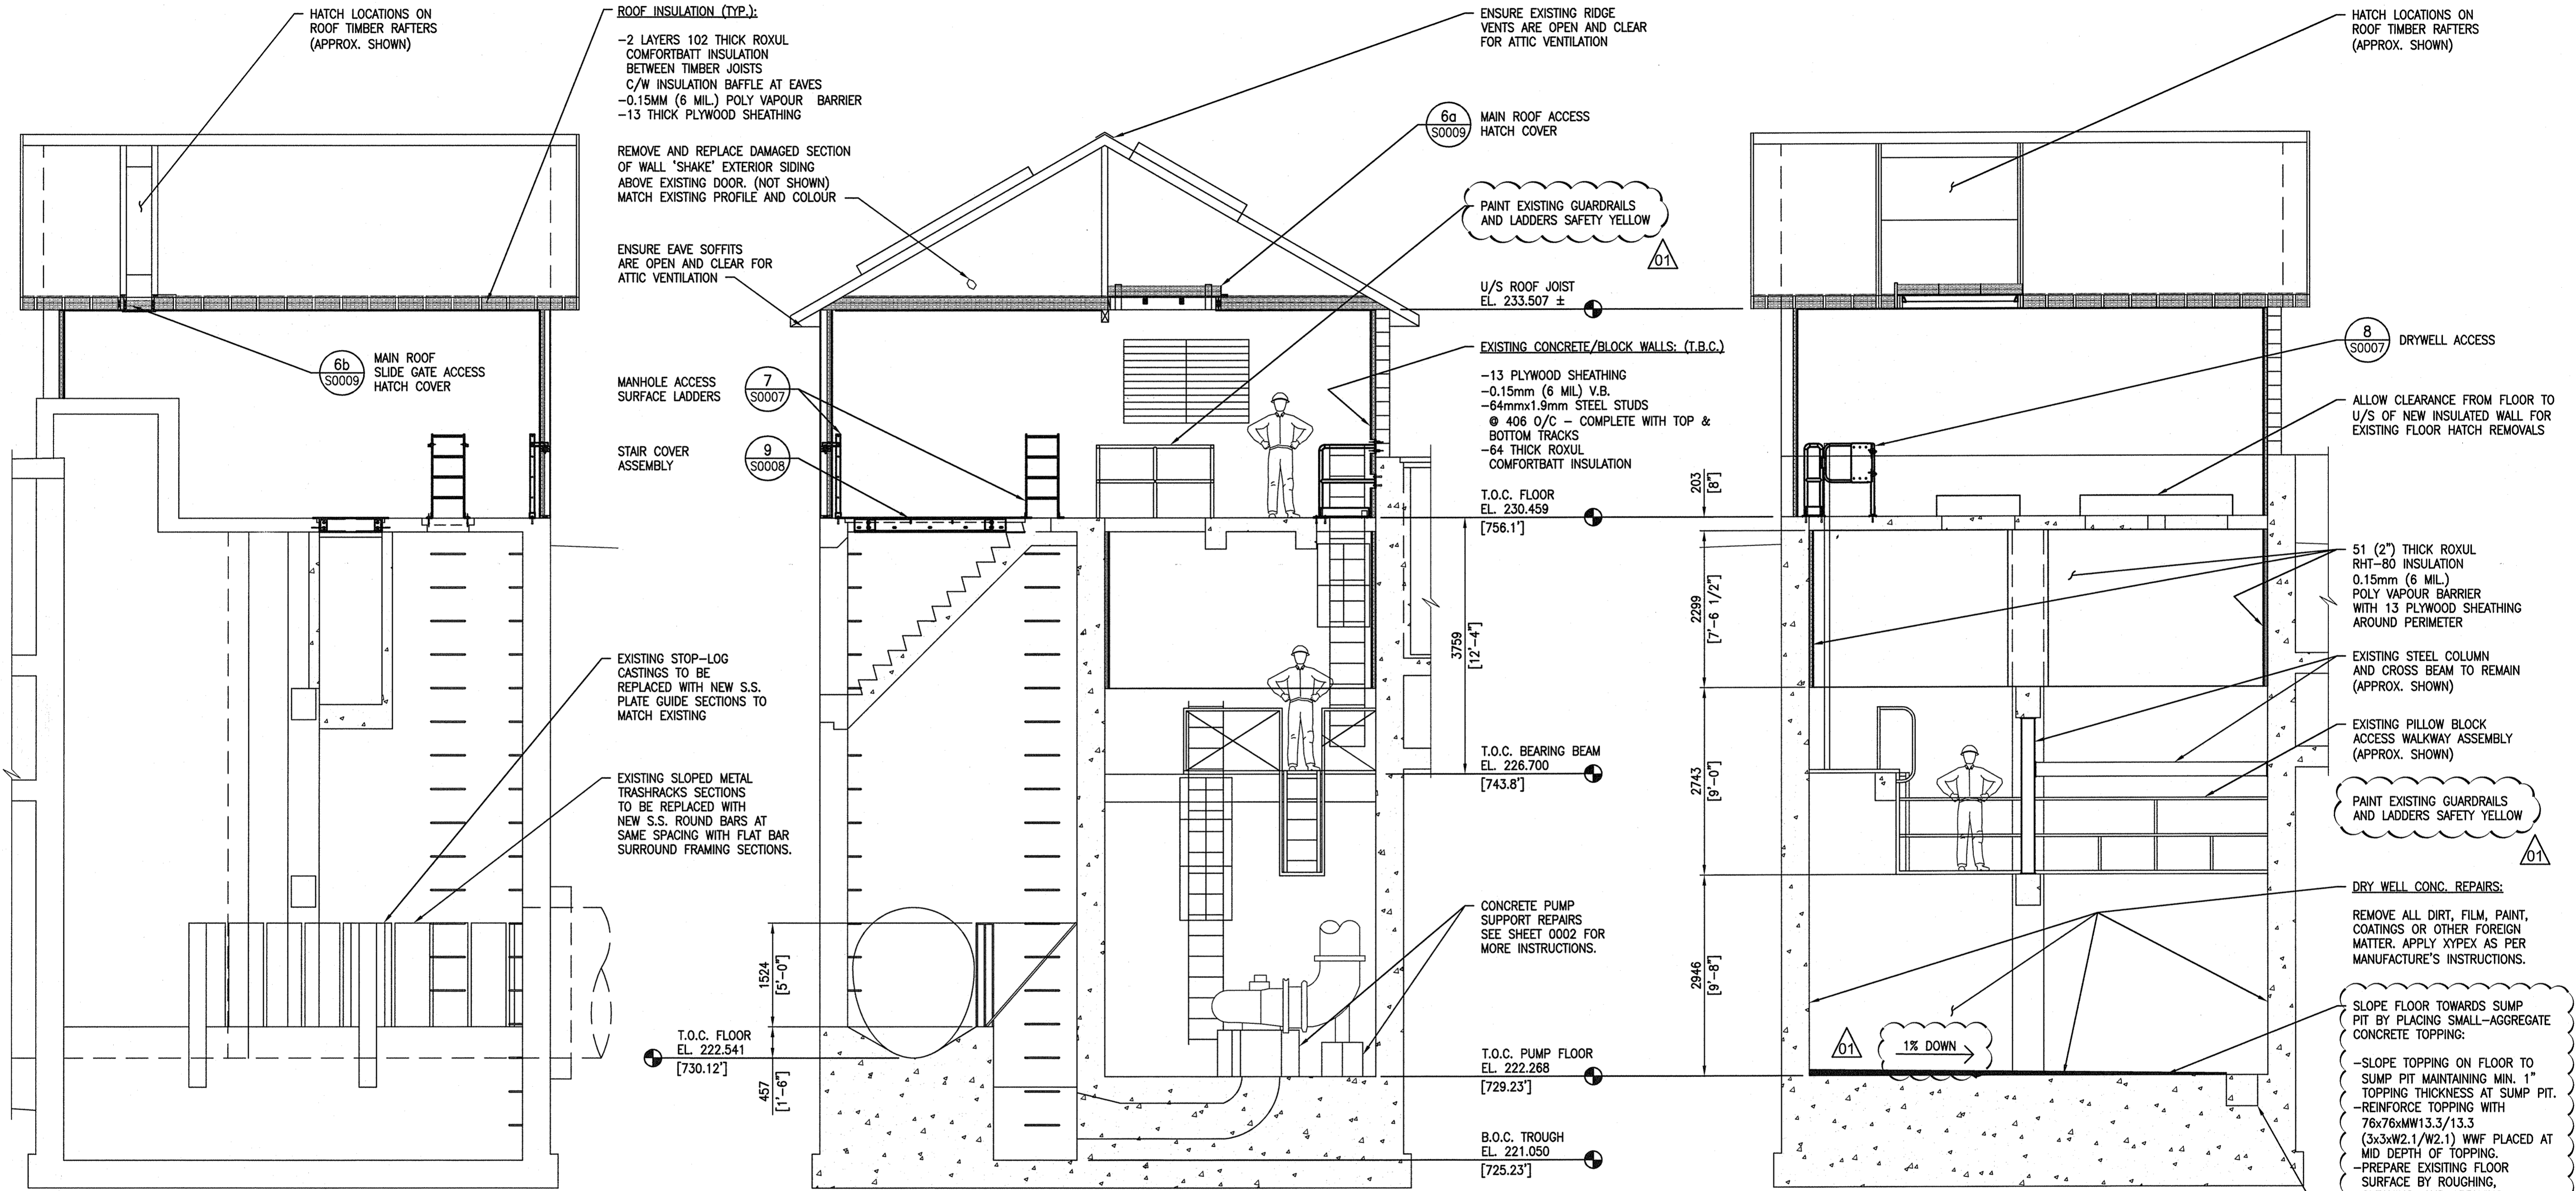 HATCH LOCATIONS ON
ROOF TIMBER RAFTERS
(APPROX. SHOWN)
ROOF INSULATION (TYP.):
-2 LAYERS 102 THICK ROXUL
COMFORTBATT INSULATION
BETWEEN TIMBER JOISTS
C/W INSULATION BAFFLE AT EAVES
-0.15MM (6 MIL.) POLY VAPOUR BARRIER
-13 THICK PLYWOOD SHEATHING
REMOVE AND REPLACE DAMAGED SECTION
OF WALL 'SHAKE' EXTERIOR SIDING
ABOVE EXISTING DOOR. (NOT SHOWN)
MATCH EXISTING PROFILE AND COLOUR
ENSURE EAVE SOFFITS
ARE OPEN AND CLEAR FOR
ATTIC VENTILATION
6b
S0009
MAIN ROOF
SLIDE GATE ACCESS
HATCH COVER
MANHOLE ACCESS
SURFACE LADDERS
7
S0007
STAIR COVER
ASSEMBLY
9
S0008
EXISTING STOP-LOG
CASTINGS TO BE
REPLACED WITH NEW S.S.
PLATE GUIDE SECTIONS TO
MATCH EXISTING
EXISTING SLOPED METAL
TRASHRACKS SECTIONS
TO BE REPLACED WITH
NEW S.S. ROUND BARS AT
SAME SPACING WITH FLAT BAR
SURROUND FRAMING SECTIONS.
1524
[5'-0"]
457
[1'-6"]
T.O.C. FLOOR
EL. 222.541
[730.12']
ENSURE EXISTING RIDGE
VENTS ARE OPEN AND CLEAR
FOR ATTIC VENTILATION
6a
S0009
MAIN ROOF ACCESS
HATCH COVER
PAINT EXISTING GUARDRAILS
AND LADDERS SAFETY YELLOW
01
U/S ROOF JOIST
EL. 233.507 ±
EXISTING CONCRETE/BLOCK WALLS: (T.B.C.)
-13 PLYWOOD SHEATHING
-0.15mm (6 MIL) V.B.
-64mmx1.9mm STEEL STUDS
@ 406 O/C - COMPLETE WITH TOP &
BOTTOM TRACKS
-64 THICK ROXUL
COMFORTBATT INSULATION
T.O.C. FLOOR
EL. 230.459
[756.1']
3759
[12'-4"]
T.O.C. BEARING BEAM
EL. 226.700
[743.8']
CONCRETE PUMP
SUPPORT REPAIRS
SEE SHEET 0002 FOR
MORE INSTRUCTIONS.
T.O.C. PUMP FLOOR
EL. 222.268
[729.23']
B.O.C. TROUGH
EL. 221.050
[725.23']
HATCH LOCATIONS ON
ROOF TIMBER RAFTERS
(APPROX. SHOWN)
8
S0007
DRYWELL ACCESS
ALLOW CLEARANCE FROM FLOOR TO
U/S OF NEW INSULATED WALL FOR
EXISTING FLOOR HATCH REMOVALS
203
[8"]
2299
[7'-6 1/2"]
2743
[9'-0"]
2946
[9'-8"]
51 (2") THICK ROXUL
RHT-80 INSULATION
0.15mm (6 MIL.)
POLY VAPOUR BARRIER
WITH 13 PLYWOOD SHEATHING
AROUND PERIMETER
EXISTING STEEL COLUMN
AND CROSS BEAM TO REMAIN
(APPROX. SHOWN)
EXISTING PILLOW BLOCK
ACCESS WALKWAY ASSEMBLY
(APPROX. SHOWN)
PAINT EXISTING GUARDRAILS
AND LADDERS SAFETY YELLOW
01
DRY WELL CONC. REPAIRS:
REMOVE ALL DIRT, FILM, PAINT,
COATINGS OR OTHER FOREIGN
MATTER. APPLY XYPEX AS PER
MANUFACTURE'S INSTRUCTIONS.
01
1% DOWN
SLOPE FLOOR TOWARDS SUMP
PIT BY PLACING SMALL-AGGREGATE
CONCRETE TOPPING:
-SLOPE TOPPING ON FLOOR TO
SUMP PIT MAINTAINING MIN. 1"
TOPPING THICKNESS AT SUMP PIT.
-REINFORCE TOPPING WITH
76x76xMW13.3/13.3
(3x3xW2.1/W2.1) WWF PLACED AT
MID DEPTH OF TOPPING.
-PREPARE EXISITING FLOOR
SURFACE BY ROUGHING,